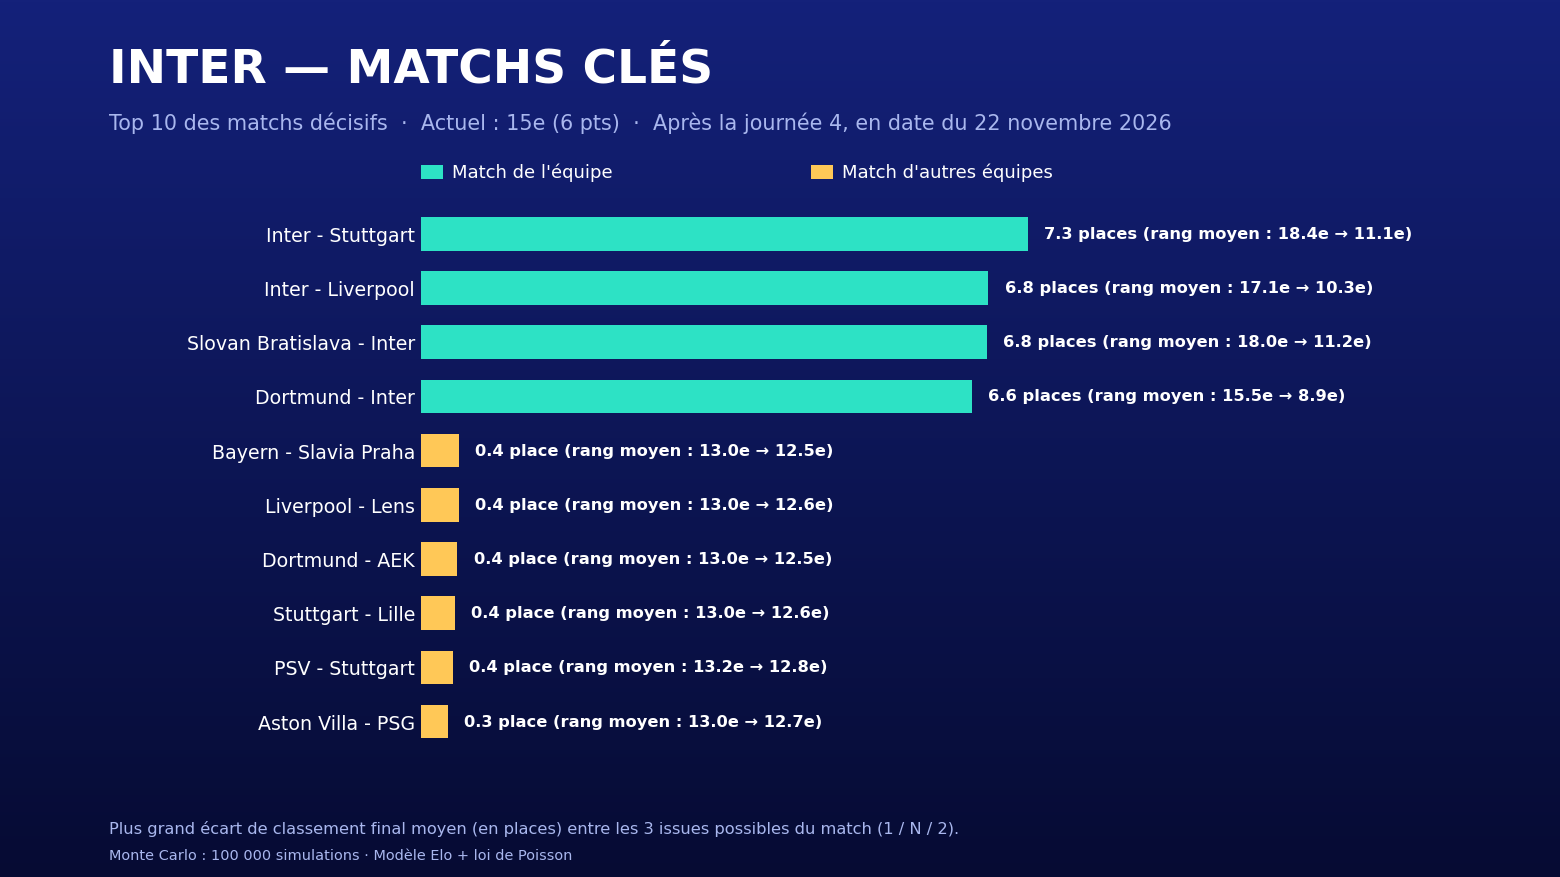 INTER — MATCHS CLÉS
Top 10 des matchs décisifs · Actuel : 15e (6 pts) · Après la journée 4, en date du 22 novembre 2026
Match de l'équipe Match d'autres équipes
Inter - Stuttgart 7.3 places (rang moyen : 18.4e → 11.1e)
Inter - Liverpool 6.8 places (rang moyen : 17.1e → 10.3e)
Slovan Bratislava - Inter 6.8 places (rang moyen : 18.0e → 11.2e)
Dortmund - Inter 6.6 places (rang moyen : 15.5e → 8.9e)
Bayern - Slavia Praha 0.4 place (rang moyen : 13.0e → 12.5e)
Liverpool - Lens 0.4 place (rang moyen : 13.0e → 12.6e)
Dortmund - AEK 0.4 place (rang moyen : 13.0e → 12.5e)
Stuttgart - Lille 0.4 place (rang moyen : 13.0e → 12.6e)
PSV - Stuttgart 0.4 place (rang moyen : 13.2e → 12.8e)
Aston Villa - PSG 0.3 place (rang moyen : 13.0e → 12.7e)
Plus grand écart de classement final moyen (en places) entre les 3 issues possibles du match (1 / N / 2).
Monte Carlo : 100 000 simulations · Modèle Elo + loi de Poisson